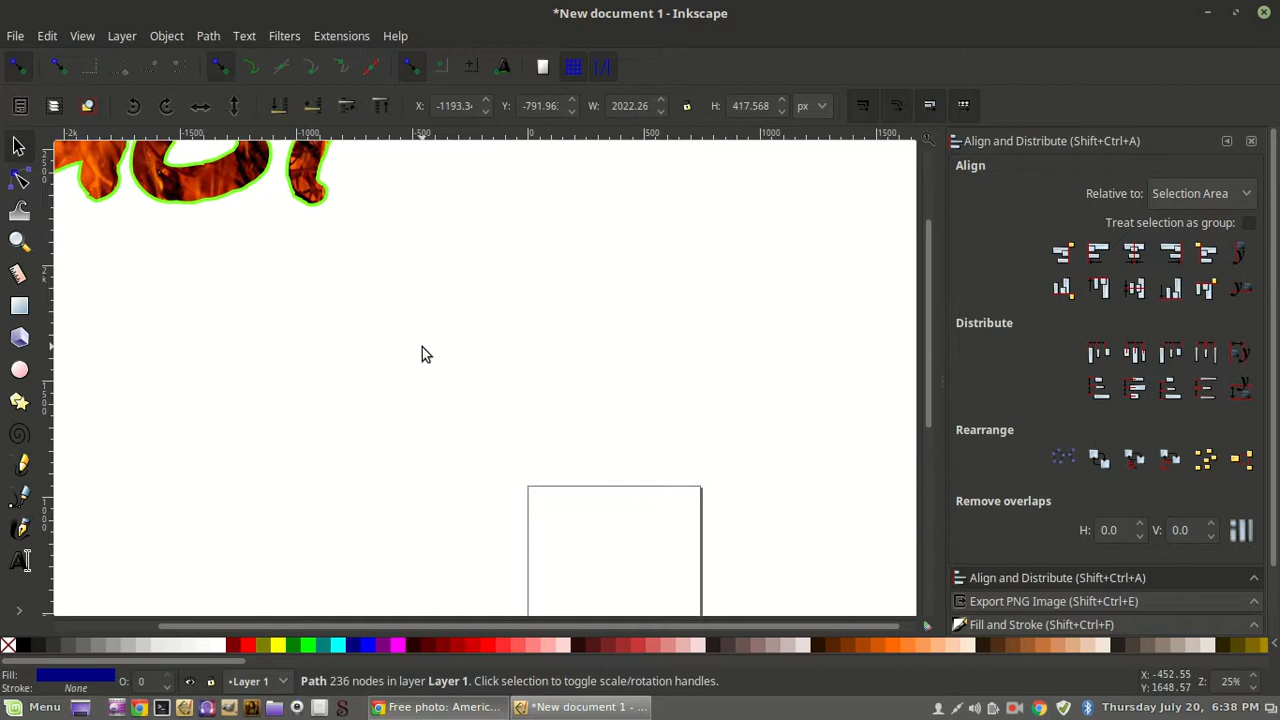 *New document 1 - Inkscape
File Edit View Layer Object Path Text Filters Extensions Help
X: -1193.3 Y: -791.96 W: 2022.26 H: 417.568 px
-2k -1500 -1000 -500 0 500 1000 1500
Align and Distribute (Shift+Ctrl+A)
Align
Relative to: Selection Area
Treat selection as group:
Distribute
Rearrange
Remove overlaps
H: 0.0 V: 0.0
Align and Distribute (Shift+Ctrl+A)
Export PNG Image (Shift+Ctrl+E)
Fill and Stroke (Shift+Ctrl+F)
Fill:
Stroke: None
O: 0
•Layer 1
Path 236 nodes in layer Layer 1. Click selection to toggle scale/rotation handles.
X: -452.55
Y: 1648.57
Z: 25%
Menu
Free photo: Americ...
*New document 1 - ...
Thursday July 20, 6:38 PM